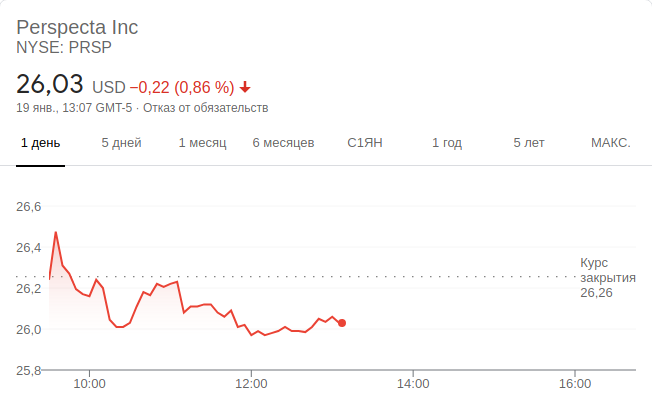 Perspecta Inc
NYSE: PRSP
26,03 USD −0,22 (0,86 %)
19 янв., 13:07 GMT-5 · Отказ от обязательств
1 день 5 дней 1 месяц 6 месяцев С1ЯН 1 год 5 лет МАКС.
26,6
26,4
Курс
закрытия
26,26
26,2
26,0
25,8
10:00 12:00 14:00 16:00